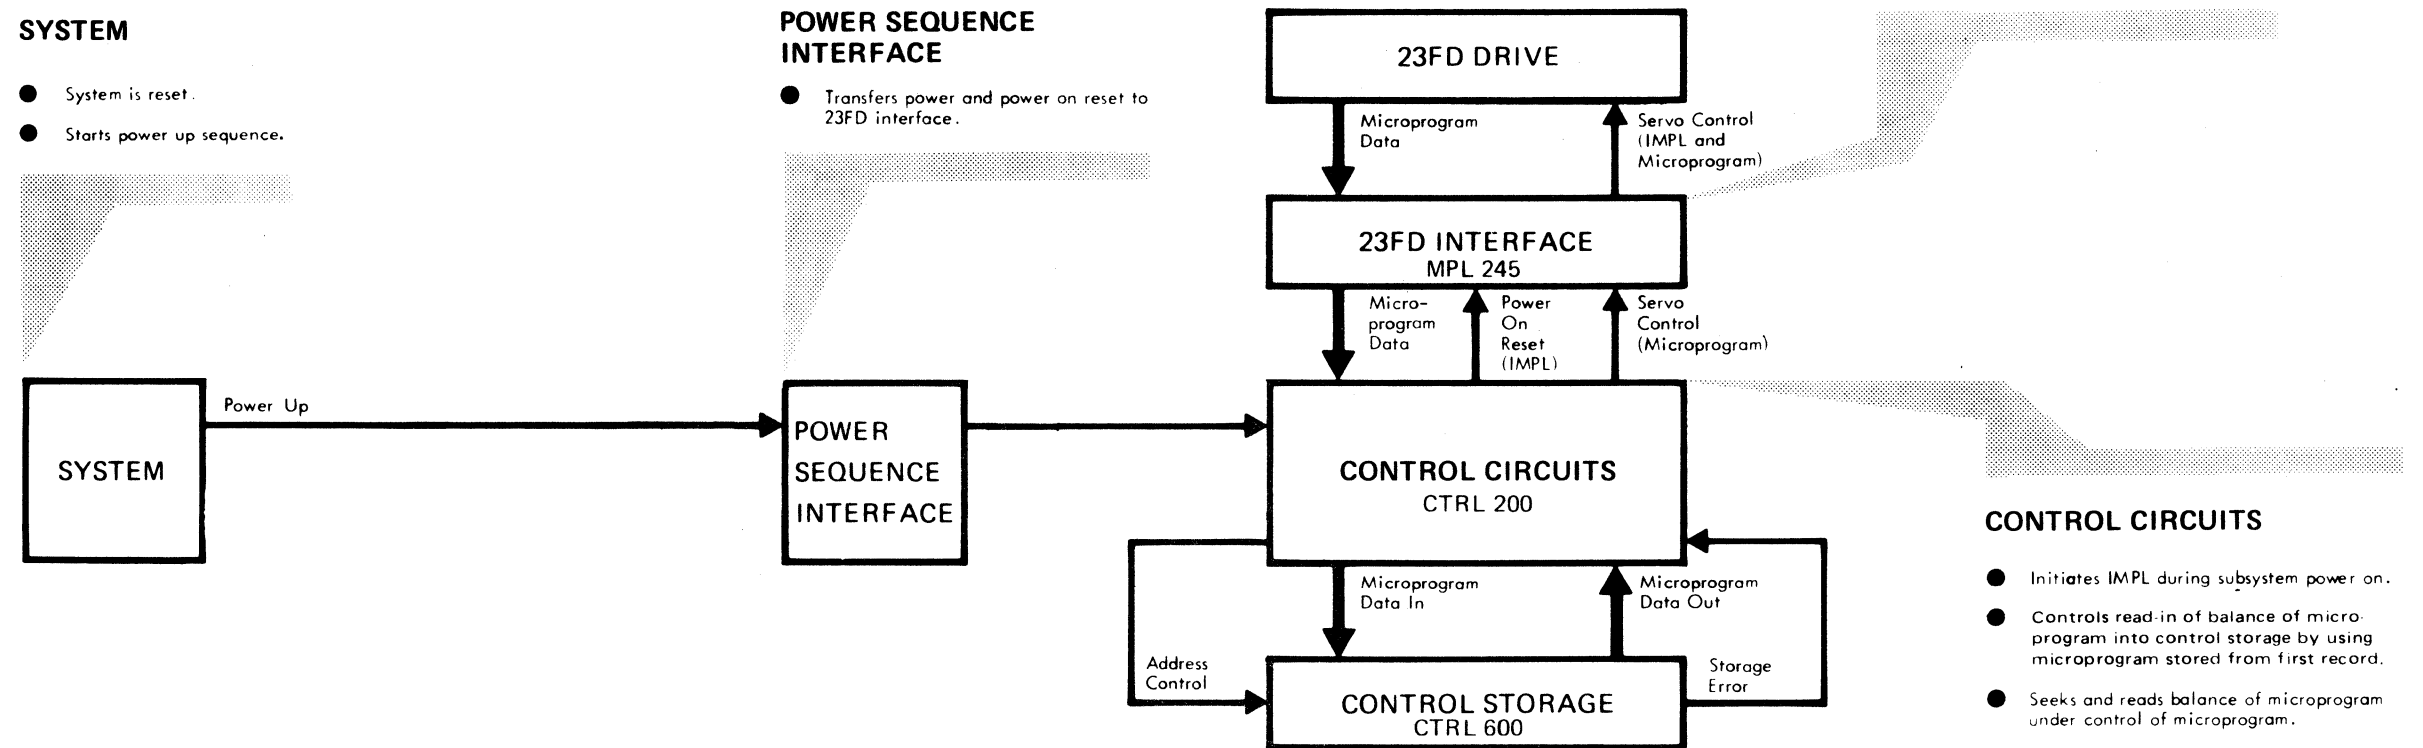 SYSTEM
● System is reset.
● Starts power up sequence.
POWER SEQUENCE
INTERFACE
● Transfers power and power on reset to
23FD interface.
23FD DRIVE
Microprogram
Data
Servo Control
(IMPL and
Microprogram)
23FD INTERFACE
MPL 245
Micro-
program
Data
Power
On
Reset
(IMPL)
Servo
Control
(Microprogram)
SYSTEM
Power Up
POWER
SEQUENCE
INTERFACE
CONTROL CIRCUITS
CTRL 200
Microprogram
Data In
Microprogram
Data Out
Address
Control
Storage
Error
CONTROL STORAGE
CTRL 600
CONTROL CIRCUITS
● Initiates IMPL during subsystem power on.
● Controls read-in of balance of micro-
program into control storage by using
microprogram stored from first record.
● Seeks and reads balance of microprogram
under control of microprogram.